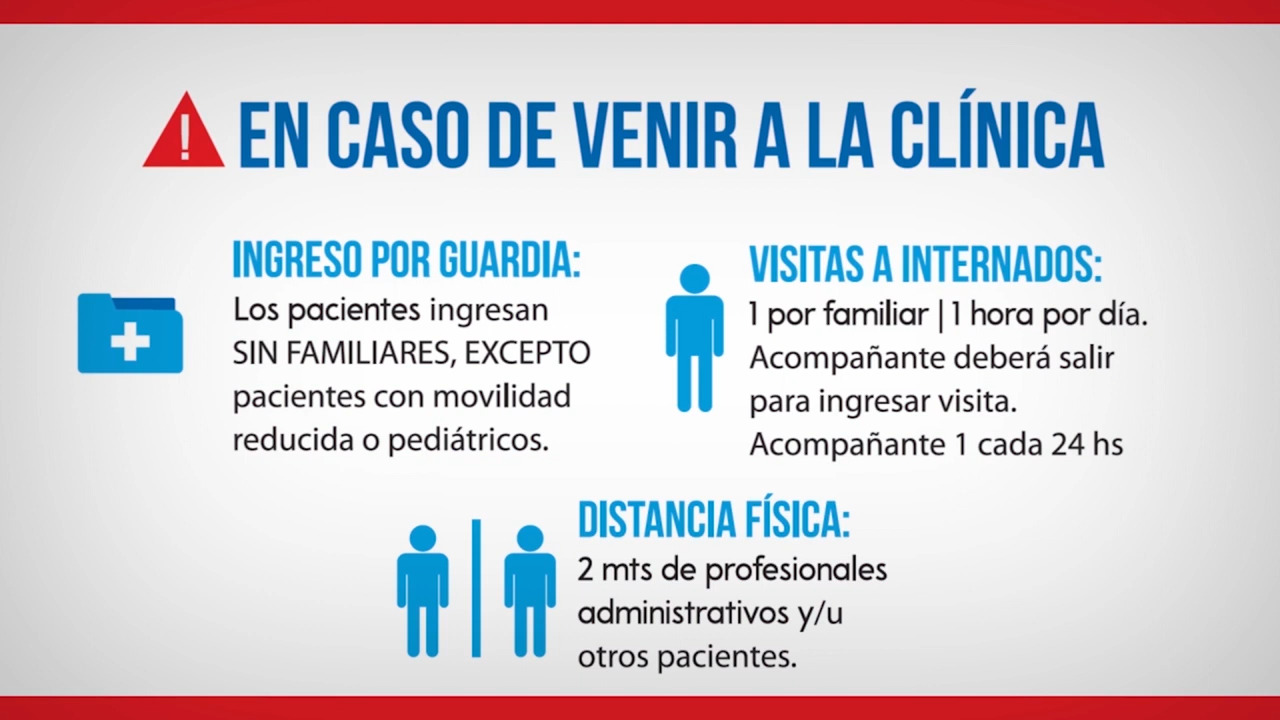 EN CASO DE VENIR A LA CLÍNICA
INGRESO POR GUARDIA:
Los pacientes ingresan
SIN FAMILIARES, EXCEPTO
pacientes con movilidad
reducida o pediátricos.
VISITAS A INTERNADOS:
1 por familiar | 1 hora por día.
Acompañante deberá salir
para ingresar visita.
Acompañante 1 cada 24 hs
DISTANCIA FÍSICA:
2 mts de profesionales
administrativos y/u
otros pacientes.